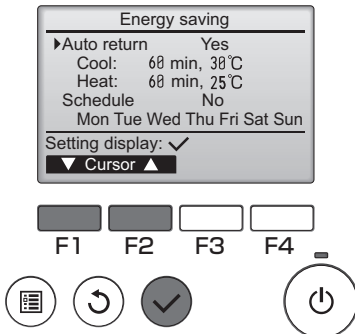 Energy saving
▶Auto return Yes
Cool: 60 min, 30℃
Heat: 60 min, 25℃
Schedule No
Mon Tue Wed Thu Fri Sat Sun
Setting display: ✓
▼ Cursor ▲
F1 F2 F3 F4